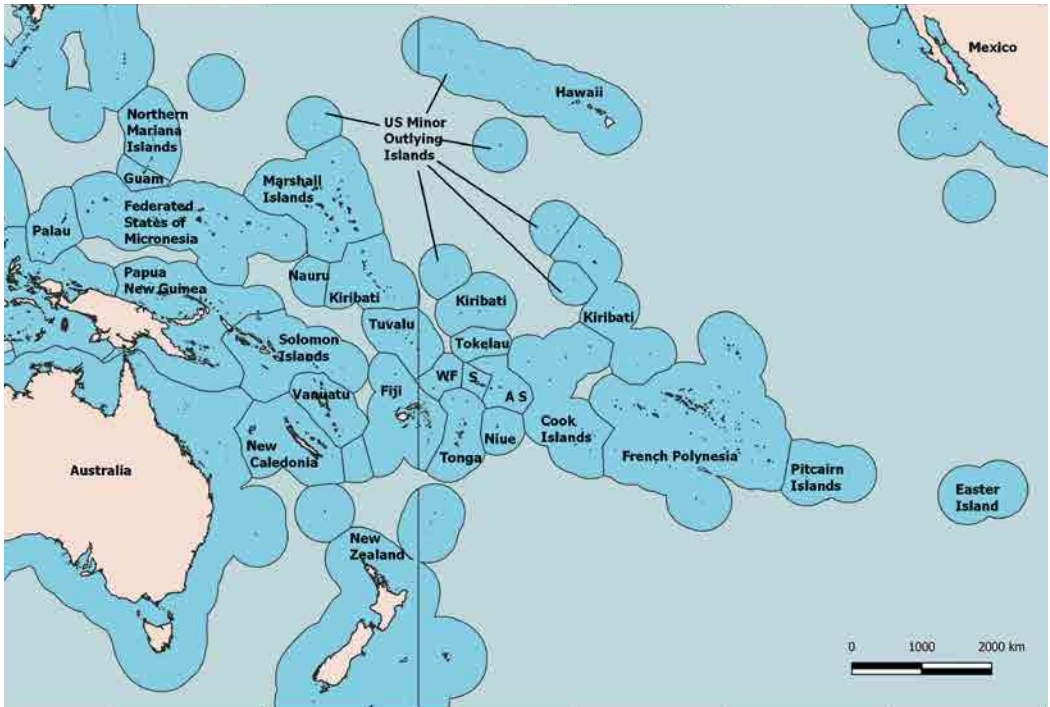 Mexico
Hawaii
US Minor
Outlying
Islands
Northern
Mariana
Islands
Guam
Marshall
Islands
Federated
States of
Micronesia
Palau
Papua
New Guinea
Nauru
Kiribati
Kiribati
Kiribati
Tuvalu
Tokelau
Solomon
Islands
WF
S
A S
Fiji
Vanuatu
Cook
Islands
Niue
New
Caledonia
Tonga
French Polynesia
Pitcairn
Islands
Easter
Island
Australia
New
Zealand
0 1000 2000 km